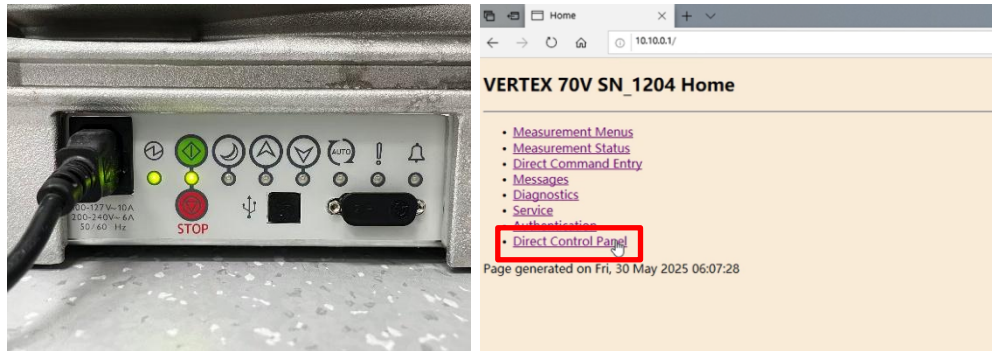 AUTO
00-127V~10A
200-240V~6A
50/60 Hz
STOP
Home
10.10.0.1/
VERTEX 70V SN_1204 Home
Measurement Menus
Measurement Status
Direct Command Entry
Messages
Diagnostics
Service
Authentication
Direct Control Panel
Page generated on Fri, 30 May 2025 06:07:28